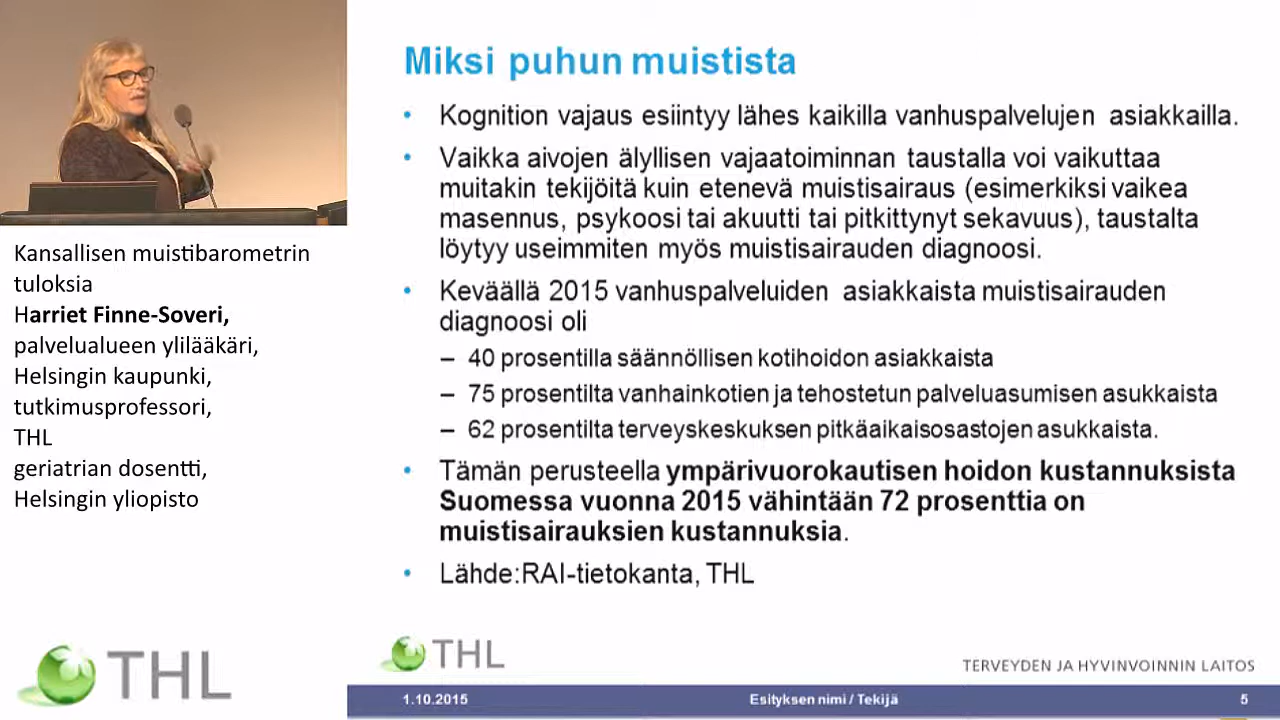 Miksi puhun muistista
• Kognition vajaus esiintyy lähes kaikilla vanhuspalvelujen asiakkailla.
• Vaikka aivojen älyllisen vajaatoiminnan taustalla voi vaikuttaa
muitakin tekijöitä kuin etenevä muistisairaus (esimerkiksi vaikea
masennus, psykoosi tai akuutti tai pitkittynyt sekavuus), taustalta
löytyy useimmiten myös muistisairauden diagnoosi.
• Keväällä 2015 vanhuspalveluiden asiakkaista muistisairauden
diagnoosi oli
– 40 prosentilla säännöllisen kotihoidon asiakkaista
– 75 prosentilta vanhainkotien ja tehostetun palveluasumisen asukkaista
– 62 prosentilta terveyskeskuksen pitkäaikaisosastojen asukkaista.
• Tämän perusteella ympärivuorokautisen hoidon kustannuksista
Suomessa vuonna 2015 vähintään 72 prosenttia on
muistisairauksien kustannuksia.
• Lähde:RAI-tietokanta, THL
Kansallisen muistibarometrin
tuloksia
Harriet Finne-Soveri,
palvelualueen ylilääkäri,
Helsingin kaupunki,
tutkimusprofessori,
THL
geriatrian dosentti,
Helsingin yliopisto
THL
THL
TERVEYDEN JA HYVINVOINNIN LAITOS
1.10.2015
Esityksen nimi / Tekijä
5